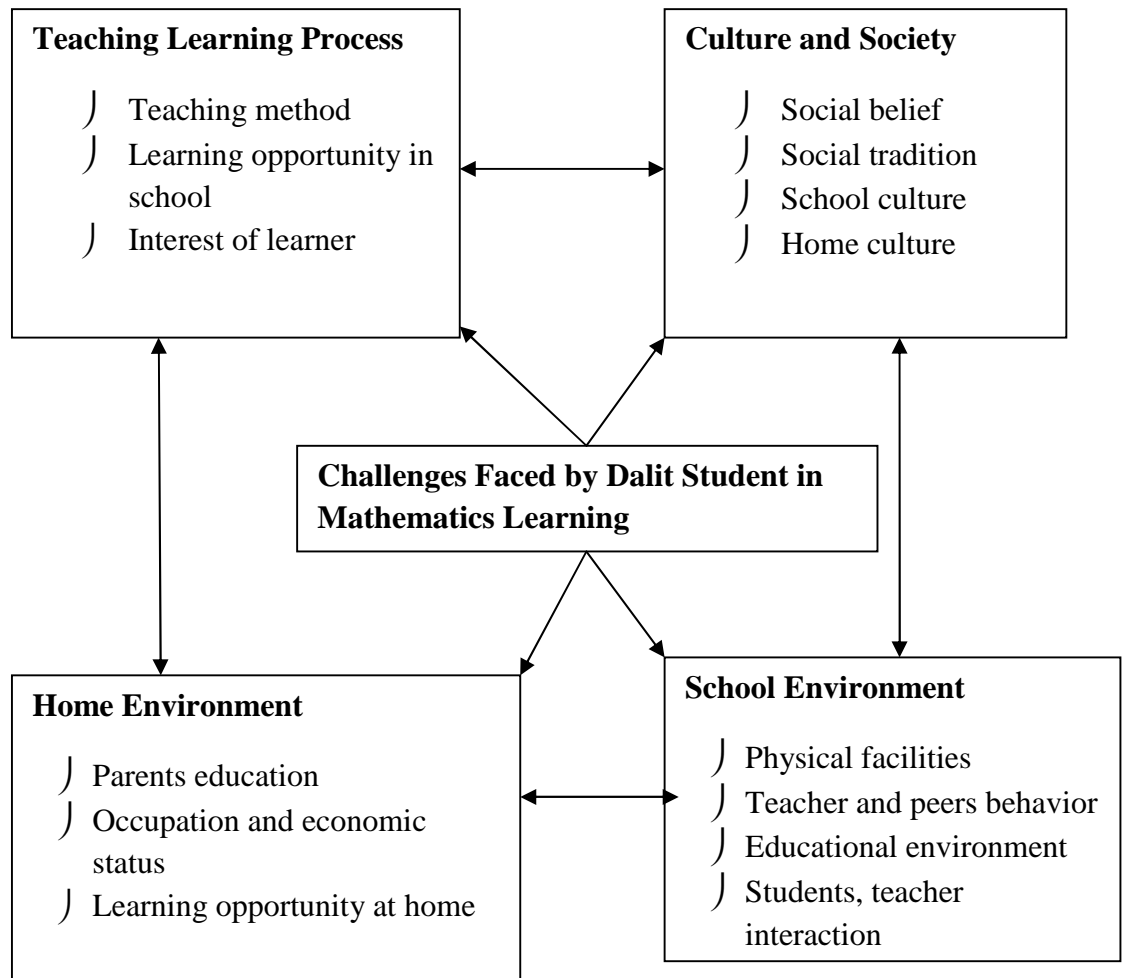 Teaching Learning Process
⌡ Teaching method
⌡ Learning opportunity in
school
⌡ Interest of learner
Culture and Society
⌡ Social belief
⌡ Social tradition
⌡ School culture
⌡ Home culture
Challenges Faced by Dalit Student in
Mathematics Learning
Home Environment
⌡ Parents education
⌡ Occupation and economic
status
⌡ Learning opportunity at home
School Environment
⌡ Physical facilities
⌡ Teacher and peers behavior
⌡ Educational environment
⌡ Students, teacher
interaction